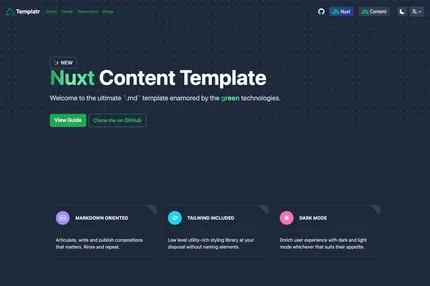 Templatr
Guide Demo Resources Blogs
Nuxt
Content
✨ NEW
Nuxt Content Template
Welcome to the ultimate `.md` template enamored by the green technologies.
View Guide
Clone me on GitHub
MARKDOWN ORIENTED
Articulate, write and publish compositions
that matters. Rinse and repeat.
TAILWIND INCLUDED
Low level utility-rich styling library at your
disposal without naming elements.
DARK MODE
Enrich user experience with dark and light
mode whichever that suits their appetite.